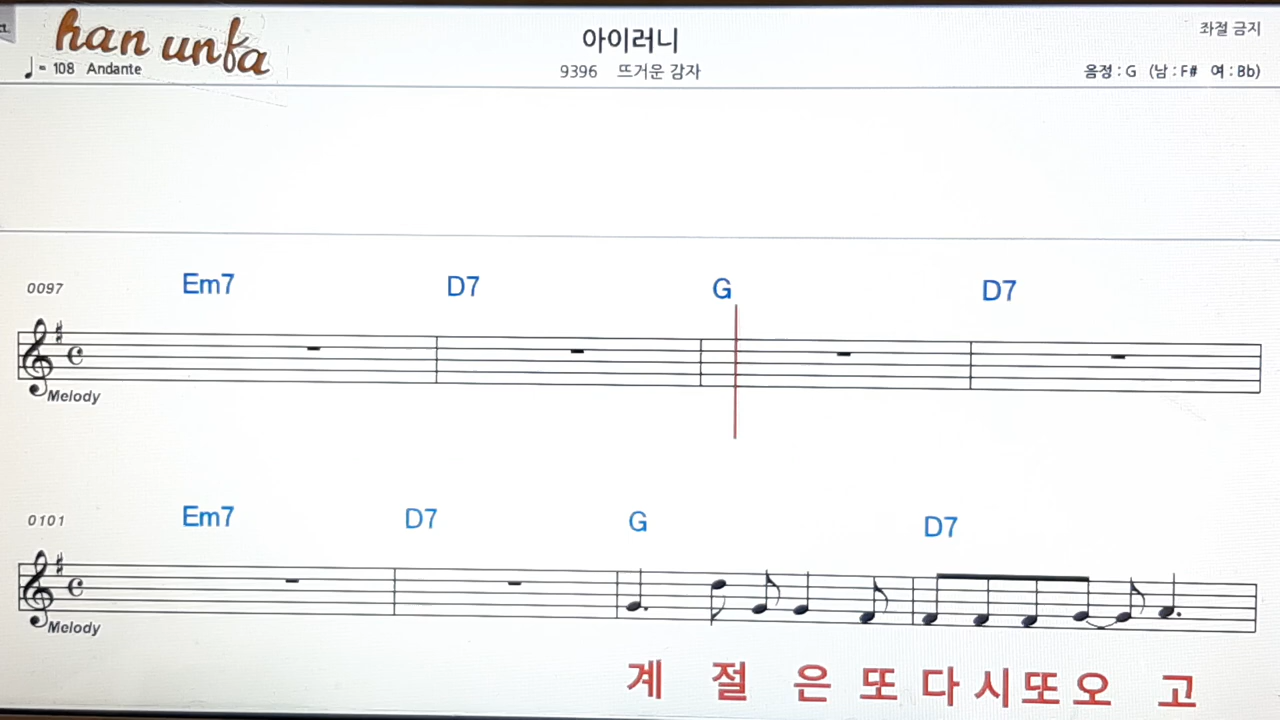 han unfa
아이러니
좌절 금지
♩= 108 Andante
9396 뜨거운 감자
음정 : G (남 : F# 여 : Bb)
0097 Em7 D7 G D7
Melody
0101 Em7 D7 G D7
Melody
계 절 은 또 다 시 또 오 고